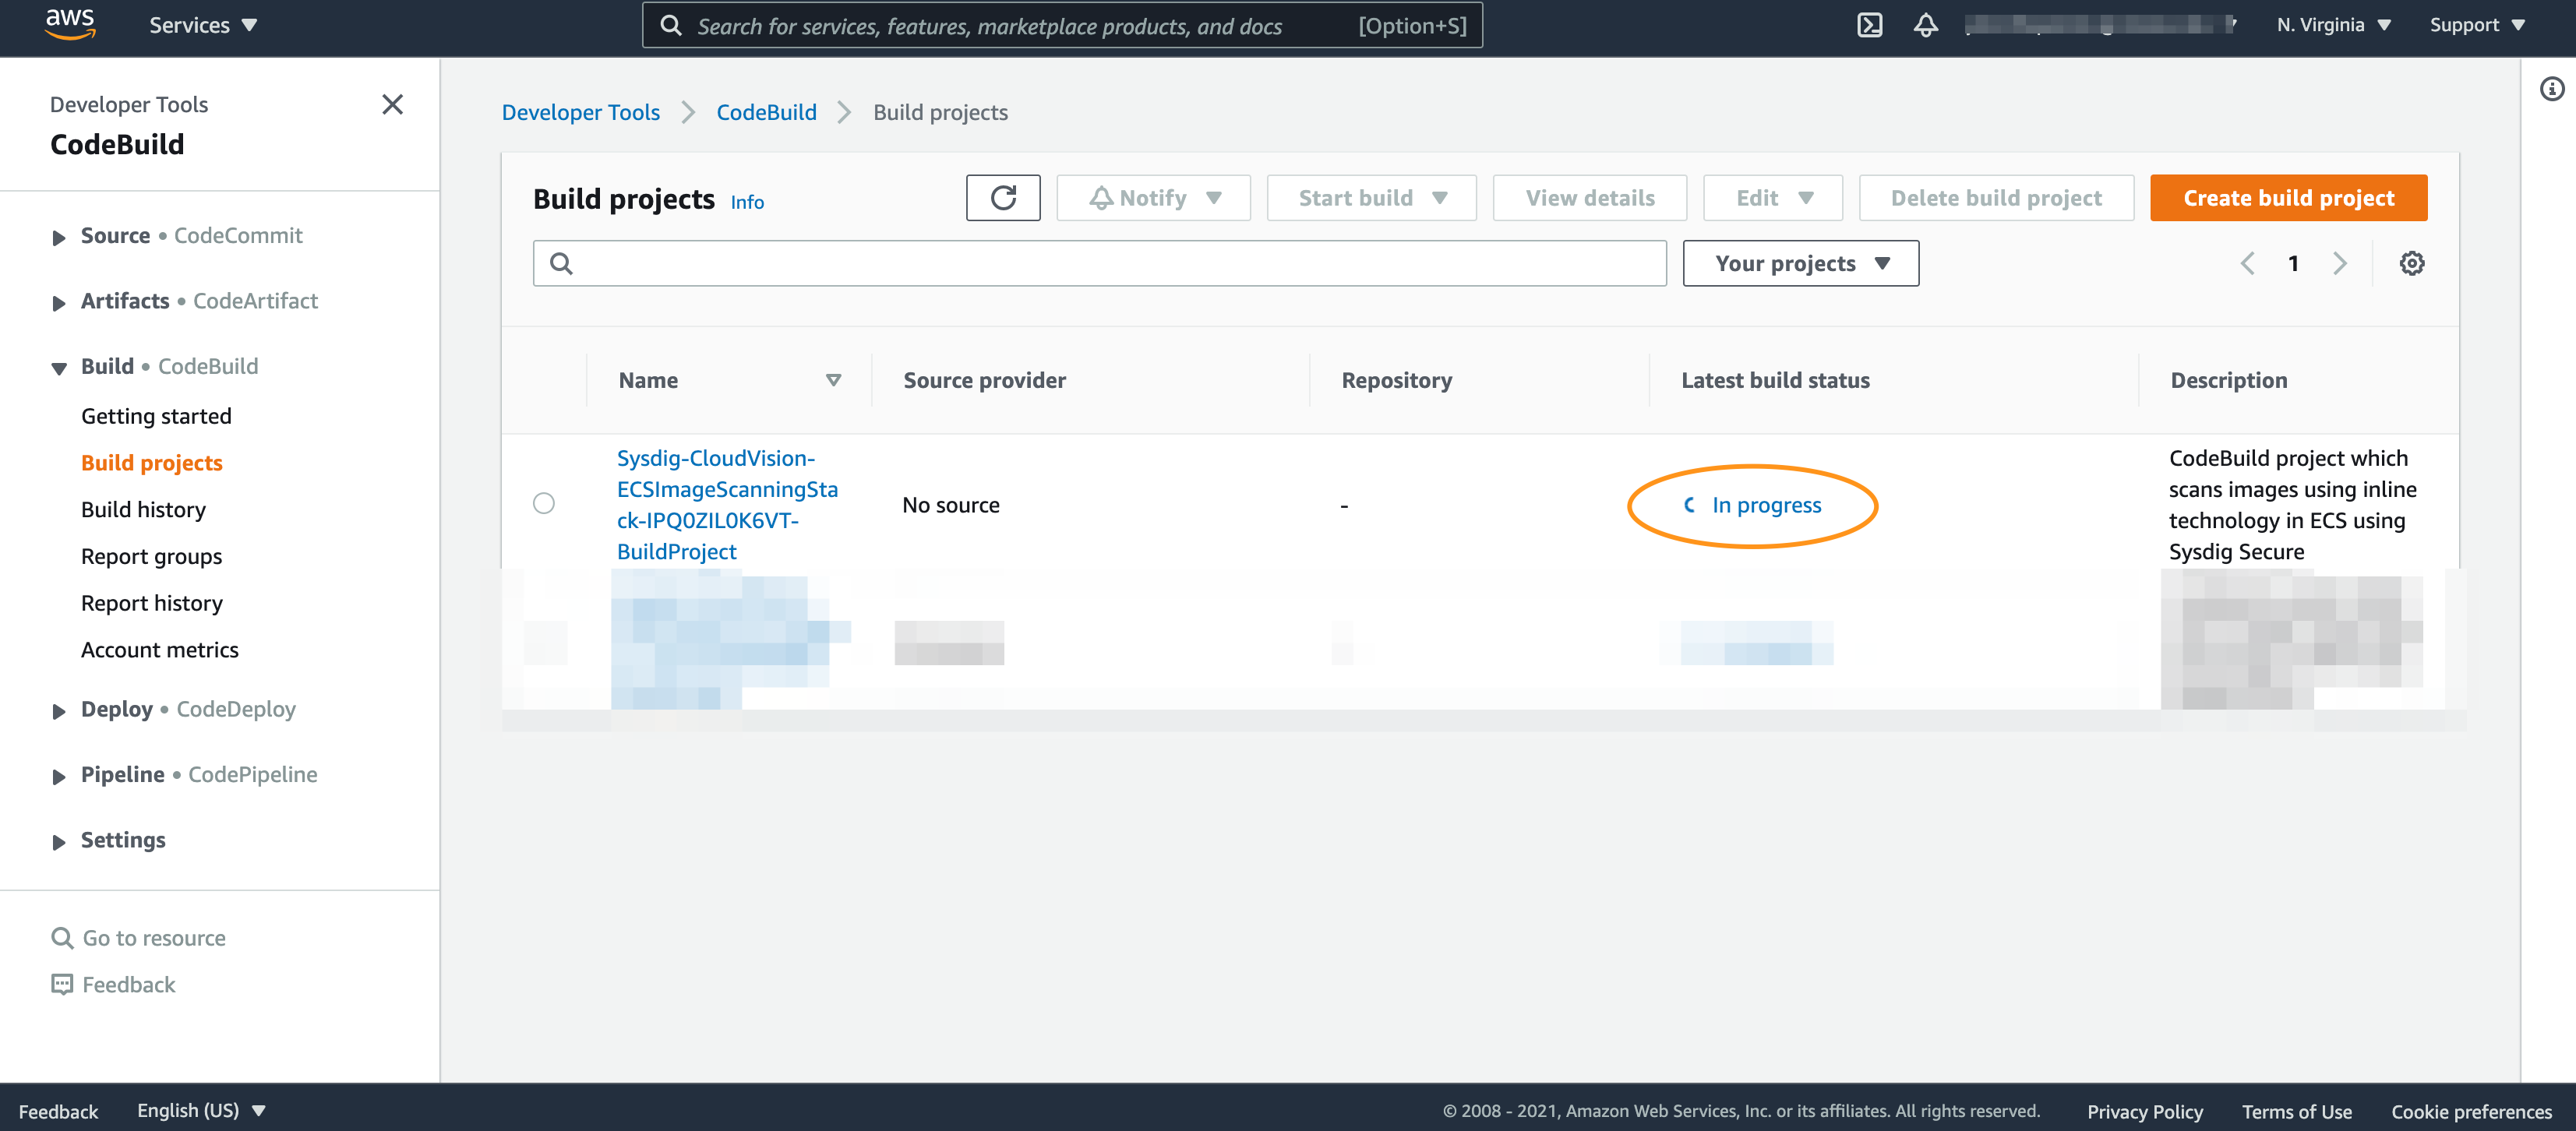 aws
Services
Search for services, features, marketplace products, and docs
[Option+S]
N. Virginia
Support
Developer Tools
CodeBuild
Source • CodeCommit
Artifacts • CodeArtifact
Build • CodeBuild
Getting started
Build projects
Build history
Report groups
Report history
Account metrics
Deploy • CodeDeploy
Pipeline • CodePipeline
Settings
Go to resource
Feedback
Developer Tools
CodeBuild
Build projects
Build projects Info
Notify
Start build
View details
Edit
Delete build project
Create build project
Your projects
1
Name
Source provider
Repository
Latest build status
Description
Sysdig-CloudVision-
ECSImageScanningSta
ck-IPQ0ZIL0K6VT-
BuildProject
No source
-
In progress
CodeBuild project which
scans images using inline
technology in ECS using
Sysdig Secure
Feedback
English (US)
© 2008 - 2021, Amazon Web Services, Inc. or its affiliates. All rights reserved.
Privacy Policy
Terms of Use
Cookie preferences